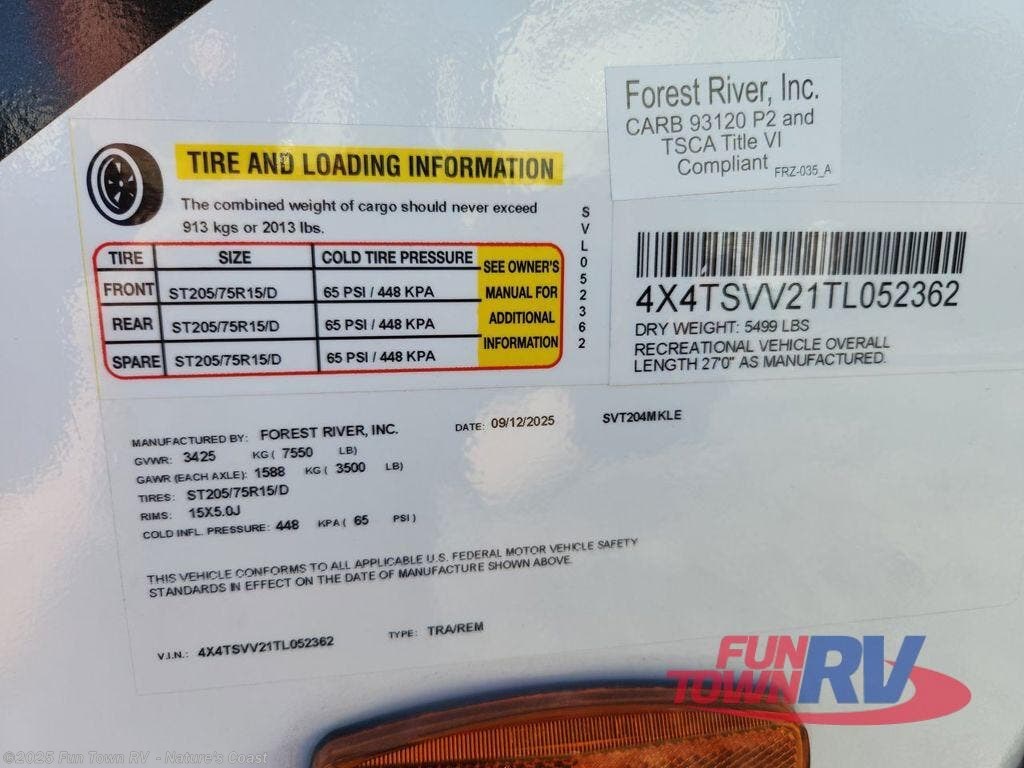 Forest River, Inc.
CARB 93120 P2 and
TSCA Title VI
Compliant FRZ-035_A
TIRE AND LOADING INFORMATION
The combined weight of cargo should never exceed
913 kgs or 2013 lbs.
TIRE SIZE COLD TIRE PRESSURE
FRONT ST205/75R15/D 65 PSI / 448 KPA
REAR ST205/75R15/D 65 PSI / 448 KPA
SPARE ST205/75R15/D 65 PSI / 448 KPA
SEE OWNER'S
MANUAL FOR
ADDITIONAL
INFORMATION
SVL052362
4X4TSVV21TL052362
DRY WEIGHT: 5499 LBS
RECREATIONAL VEHICLE OVERALL
LENGTH 27'0" AS MANUFACTURED.
MANUFACTURED BY: FOREST RIVER, INC. DATE: 09/12/2025 SVT204MKLE
GVWR: 3425 KG ( 7550 LB)
GAWR (EACH AXLE): 1588 KG ( 3500 LB)
TIRES: ST205/75R15/D
RIMS: 15X5.0J
COLD INFL. PRESSURE: 448 KPA ( 65 PSI )
THIS VEHICLE CONFORMS TO ALL APPLICABLE U.S. FEDERAL MOTOR VEHICLE SAFETY
STANDARDS IN EFFECT ON THE DATE OF MANUFACTURE SHOWN ABOVE.
V.I.N.: 4X4TSVV21TL052362 TYPE: TRA/REM
FUN
TOWN RV
©2025 Fun Town RV - Nature's Coast